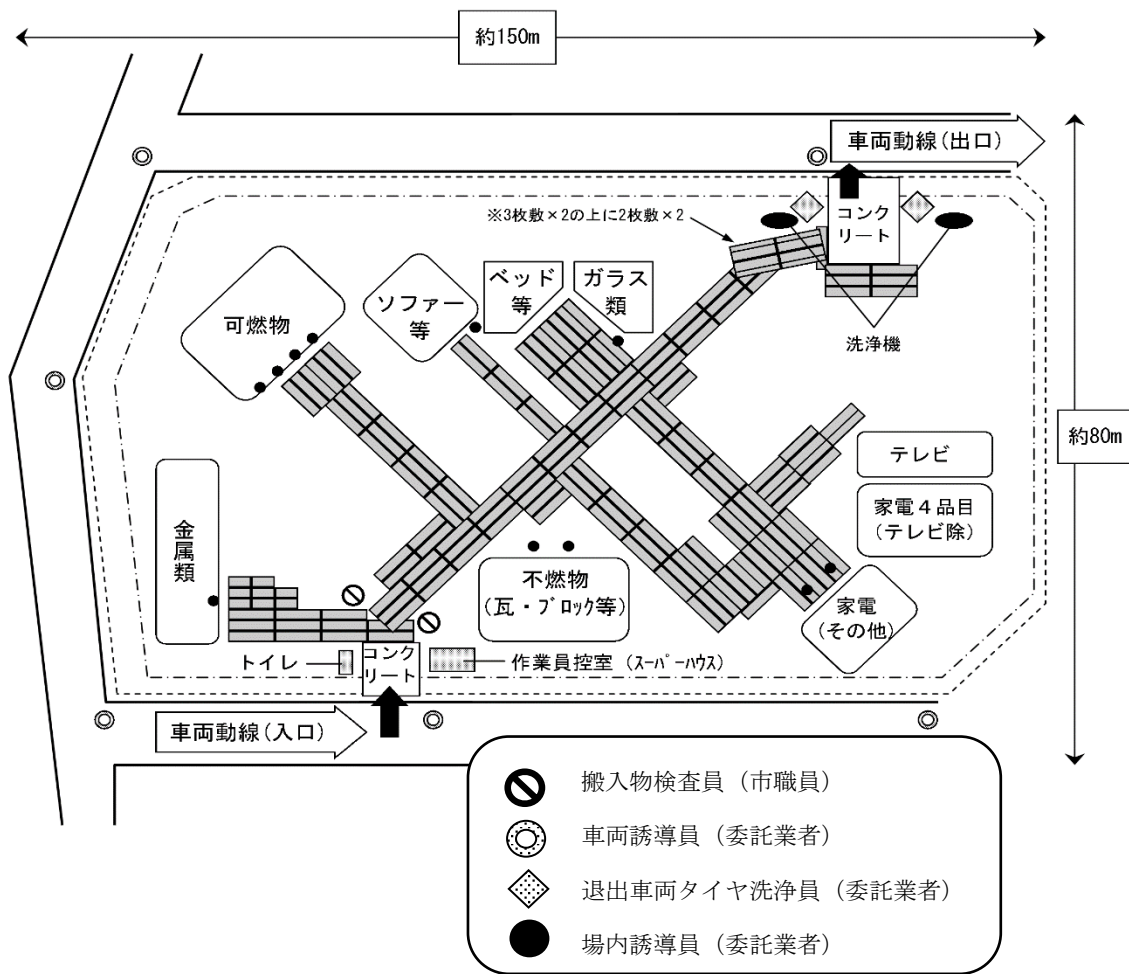 約150m
車両動線(出口)
※3枚敷×2の上に2枚敷×2
コンク
リート
ベッド
等
ガラス
類
ソファー
等
可燃物
洗浄機
約80m
テレビ
家電４品目
(テレビ除)
金属類
不燃物
(瓦・ブロック等)
家電
(その他)
トイレ
コンク
リート
作業員控室（スーパーハウス）
車両動線(入口)
搬入物検査員（市職員）
車両誘導員（委託業者）
退出車両タイヤ洗浄員（委託業者）
場内誘導員（委託業者）